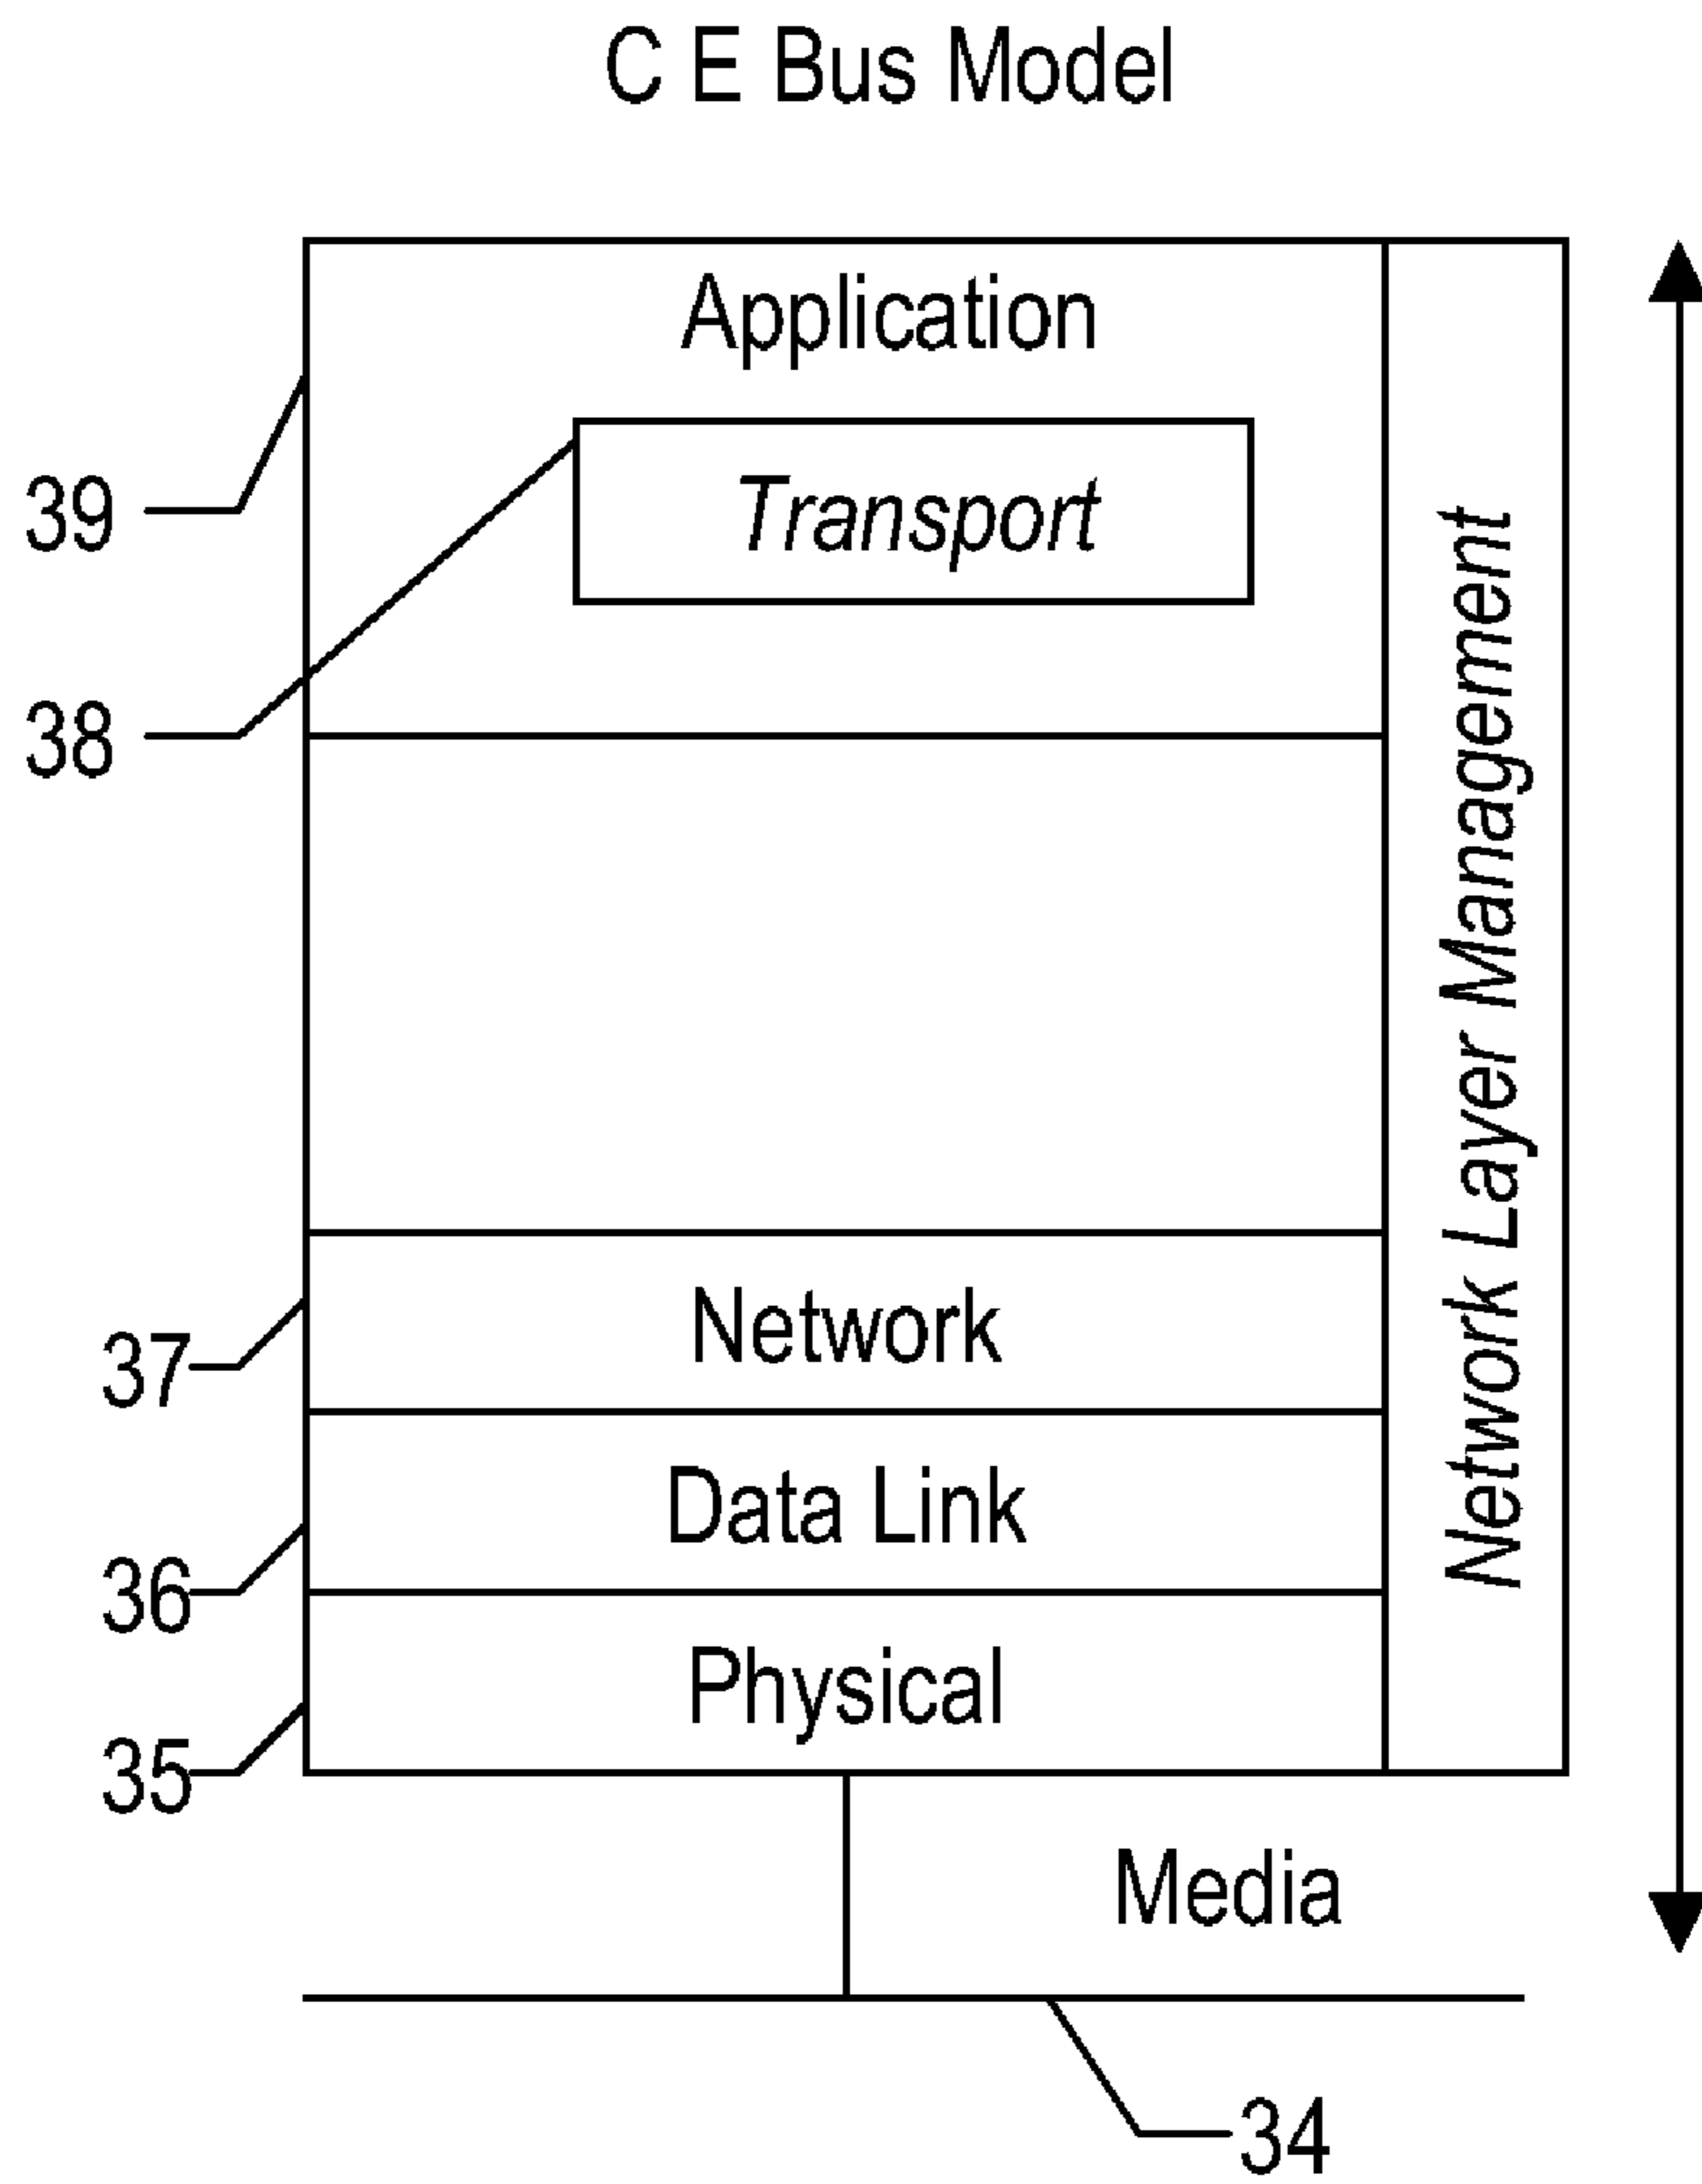 C E Bus Model
Application
Transport
39
38
Network Layer Management
Network
37
Data Link
36
Physical
35
Media
34